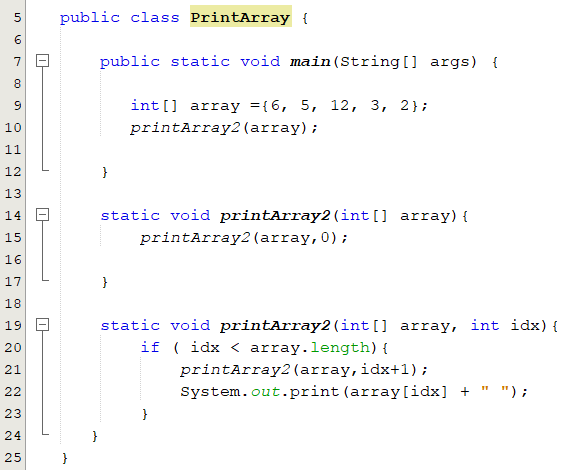 5 public class PrintArray {
6
7 public static void main(String[] args) {
8
9 int[] array ={6, 5, 12, 3, 2};
10 printArray2(array);
11
12 }
13
14 static void printArray2(int[] array){
15 printArray2(array,0);
16
17 }
18
19 static void printArray2(int[] array, int idx){
20 if ( idx < array.length){
21 printArray2(array,idx+1);
22 System.out.print(array[idx] + " ");
23 }
24 }
25 }